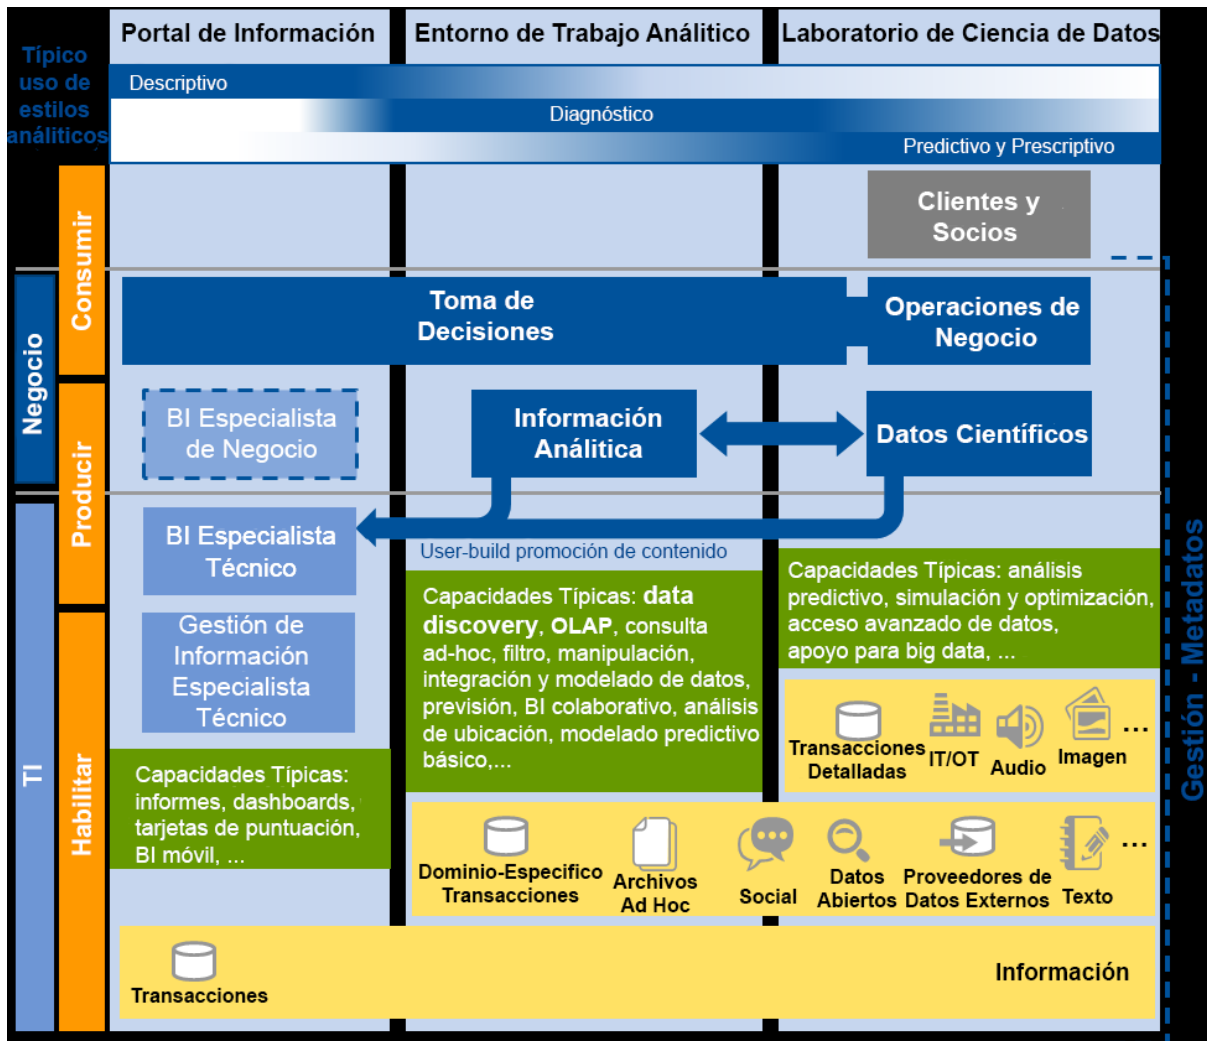 Típico
uso de
estilos
análiticos
Portal de Información
Entorno de Trabajo Análitico
Laboratorio de Ciencia de Datos
Descriptivo
Diagnóstico
Predictivo y Prescriptivo
Consumir
Producir
Habilitar
Negocio
TI
Clientes y
Socios
Toma de
Decisiones
Operaciones de
Negocio
BI Especialista
de Negocio
Información
Análitica
Datos Científicos
BI Especialista
Técnico
User-build promoción de contenido
Gestión de
Información
Especialista
Técnico
Capacidades Típicas:
informes, dashboards,
tarjetas de puntuación,
BI móvil, ...
Capacidades Típicas: data
discovery, OLAP, consulta
ad-hoc, filtro, manipulación,
integración y modelado de datos,
previsión, BI colaborativo, análisis
de ubicación, modelado predictivo
básico,...
Capacidades Típicas: análisis
predictivo, simulación y optimización,
acceso avanzado de datos,
apoyo para big data, ...
Transacciones
Detalladas
IT/OT
Audio
Imagen
...
Dominio-Especifico
Transacciones
Archivos
Ad Hoc
Social
Datos
Abiertos
Proveedores de
Datos Externos
Texto
...
Transacciones
Información
Gestión - Metadatos